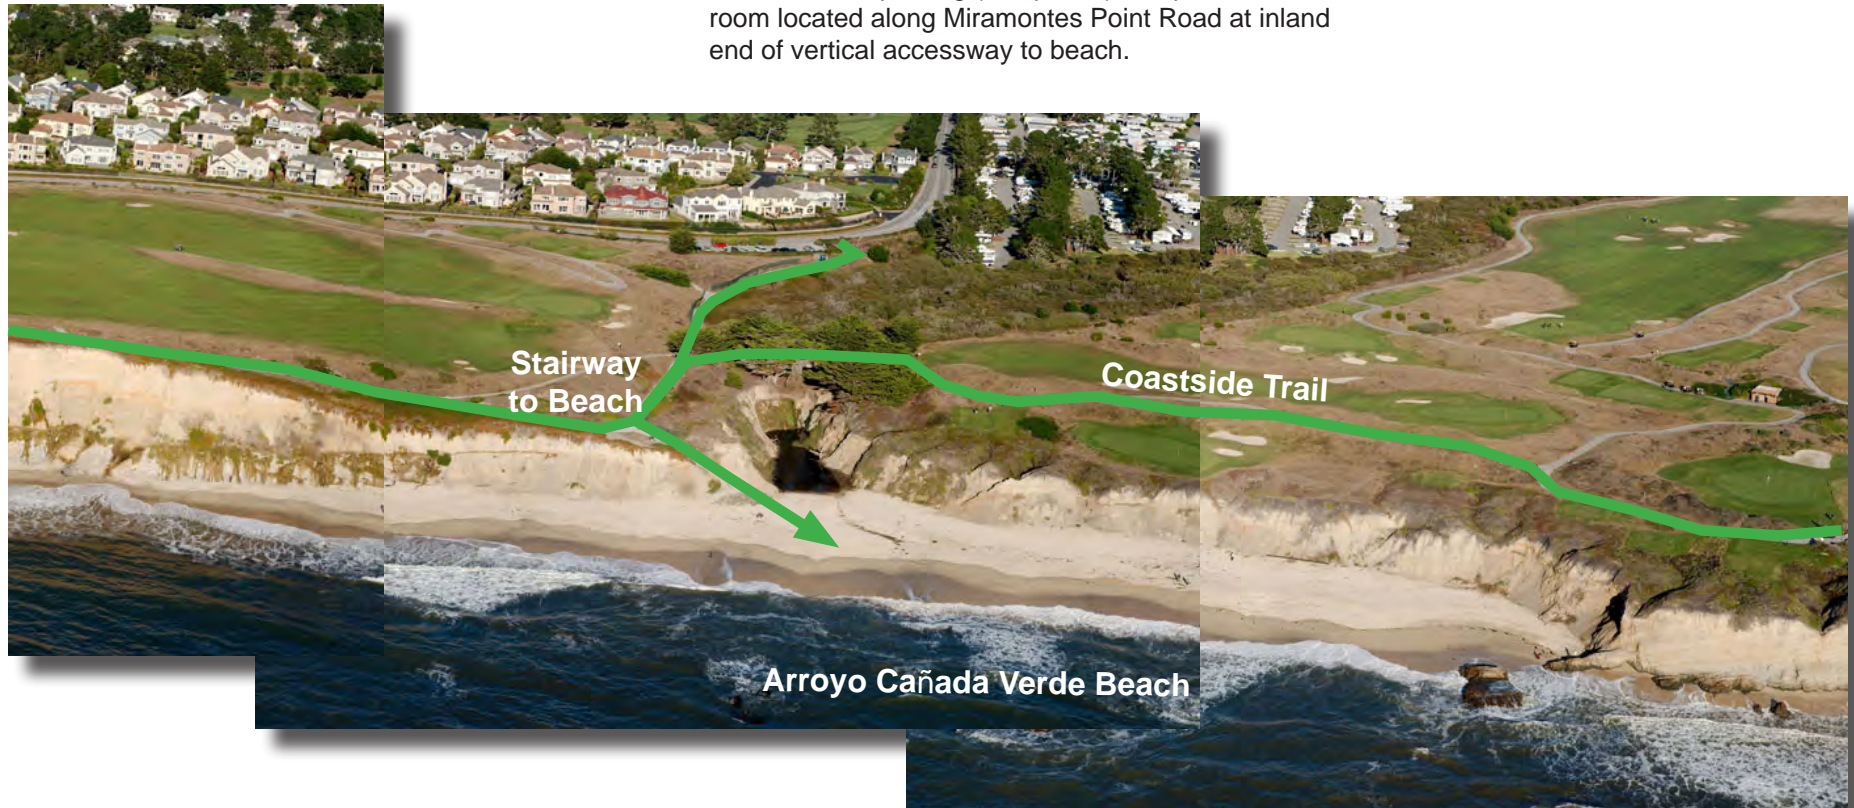 room located along Miramontes Point Road at inland
end of vertical accessway to beach.
Stairway
to Beach
Coastside Trail
Arroyo Cañada Verde Beach